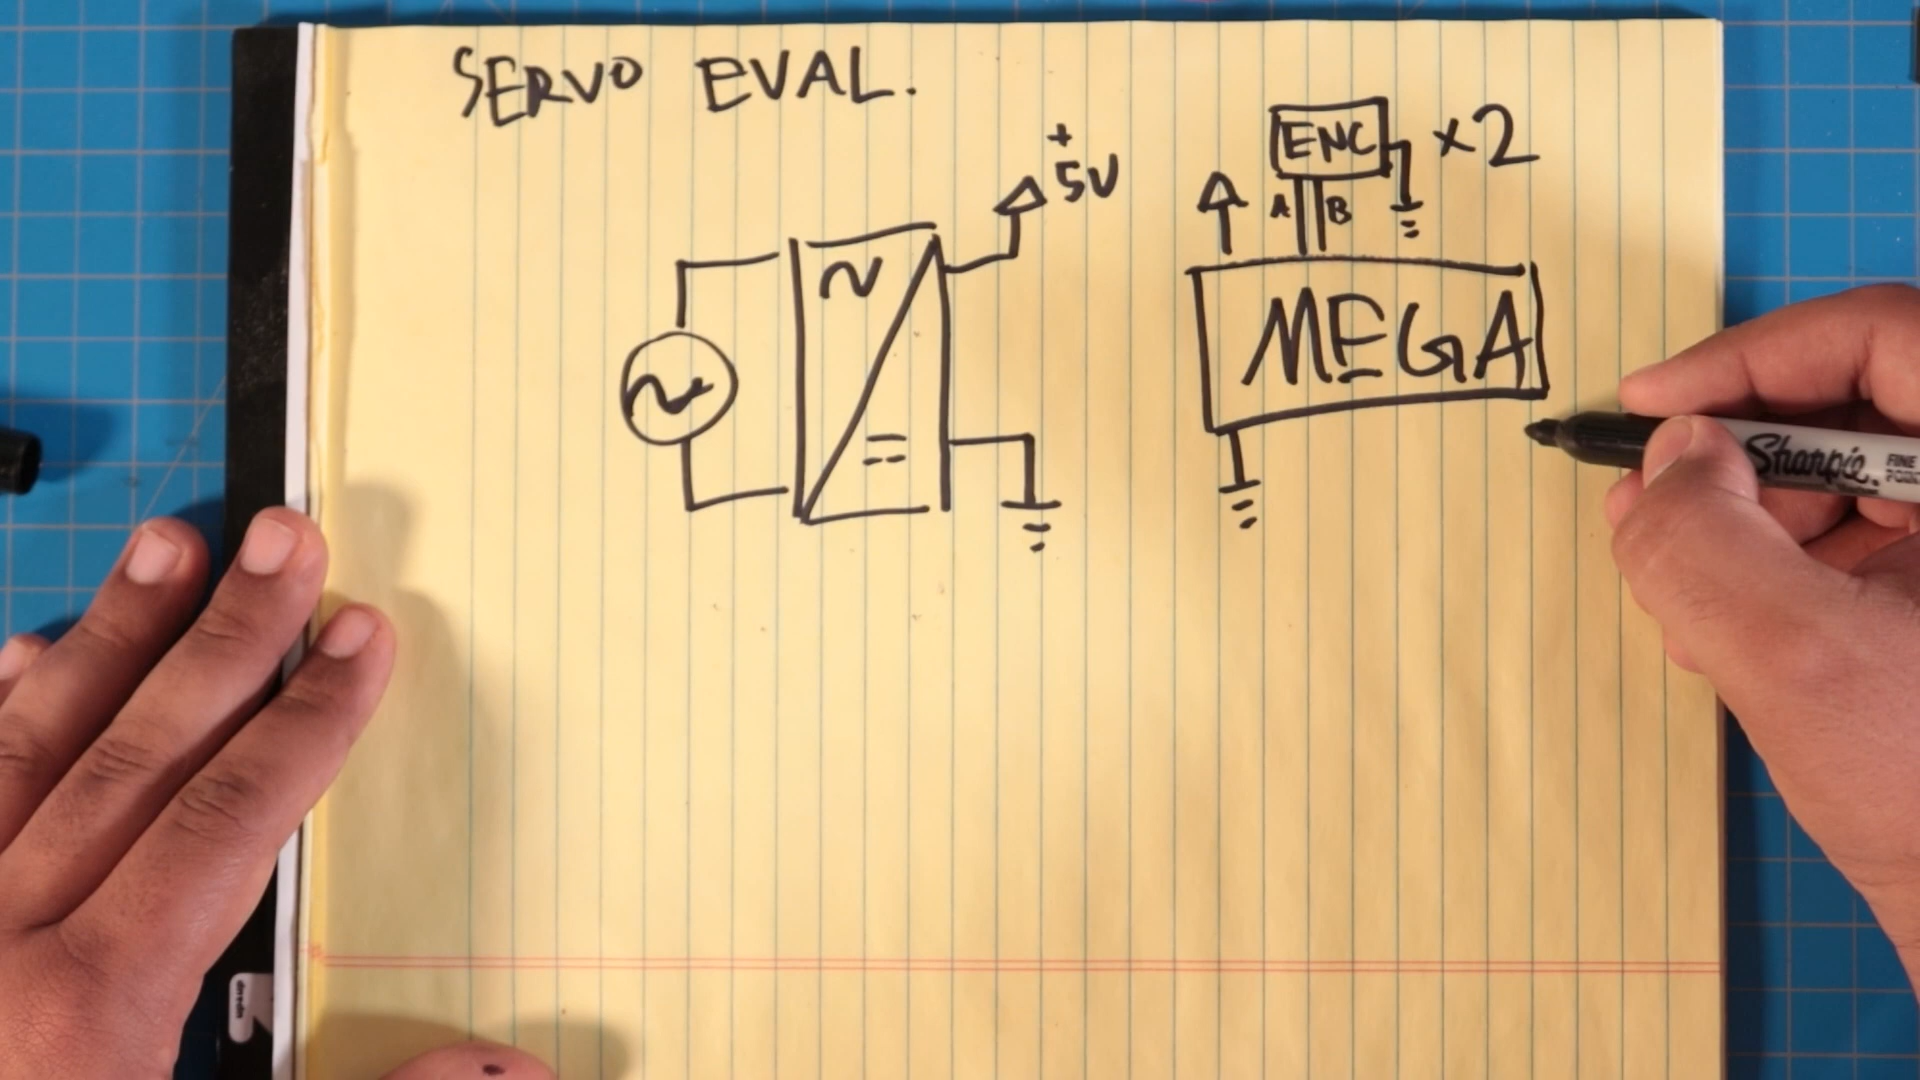 SERVO EVAL.
+
5V
ENC x2
A B
MEGA
Sharpie.
FINE